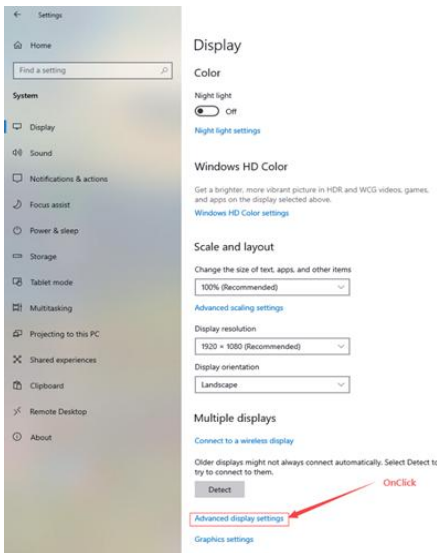 Settings
Home
Find a setting
System
Display
Sound
Notifications & actions
Focus assist
Power & sleep
Storage
Tablet mode
Multitasking
Projecting to this PC
Shared experiences
Clipboard
Remote Desktop
About
Display
Color
Night light
Off
Night light settings
Windows HD Color
Get a brighter, more vibrant picture in HDR and WCG videos, games,
and apps on the display selected above.
Windows HD Color settings
Scale and layout
Change the size of text, apps, and other items
100% (Recommended)
Advanced scaling settings
Display resolution
1920 × 1080 (Recommended)
Display orientation
Landscape
Multiple displays
Connect to a wireless display
Older displays might not always connect automatically. Select Detect to
try to connect to them.
Detect
OnClick
Advanced display settings
Graphics settings